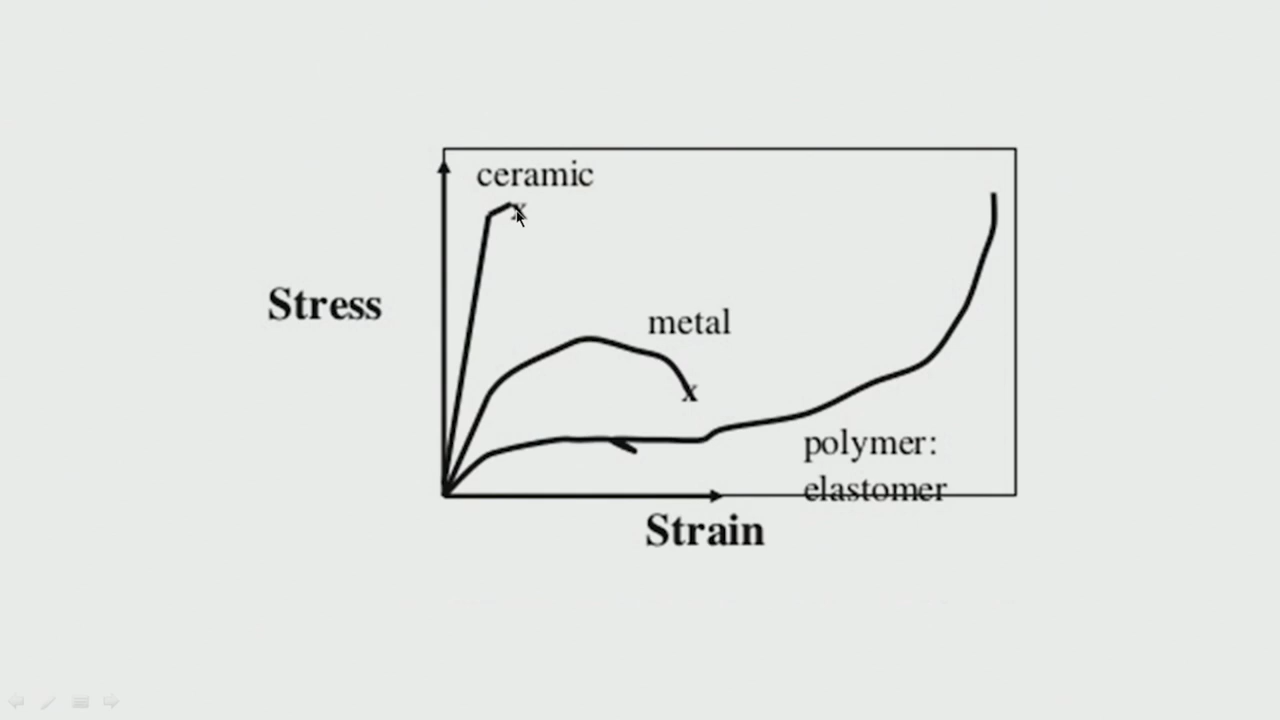 ceramic
x
Stress
metal
x
polymer:
elastomer
Strain